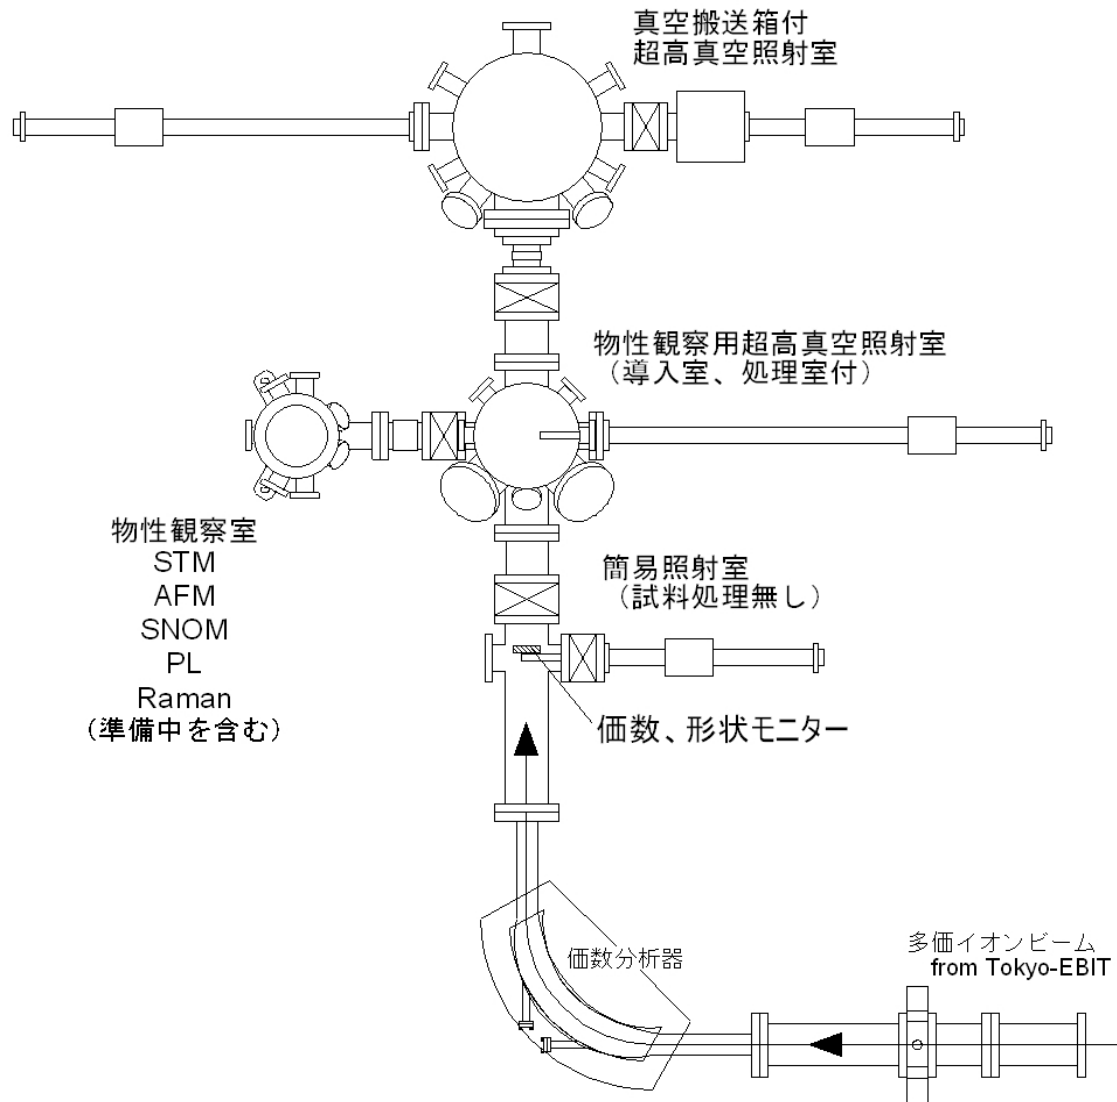 真空搬送箱付
超高真空照射室
物性観察用超高真空照射室
（導入室、処理室付）
物性観察室
STM
AFM
SNOM
PL
Raman
（準備中を含む）
簡易照射室
（試料処理無し）
価数、形状モニター
価数分析器
多価イオンビーム
from Tokyo-EBIT